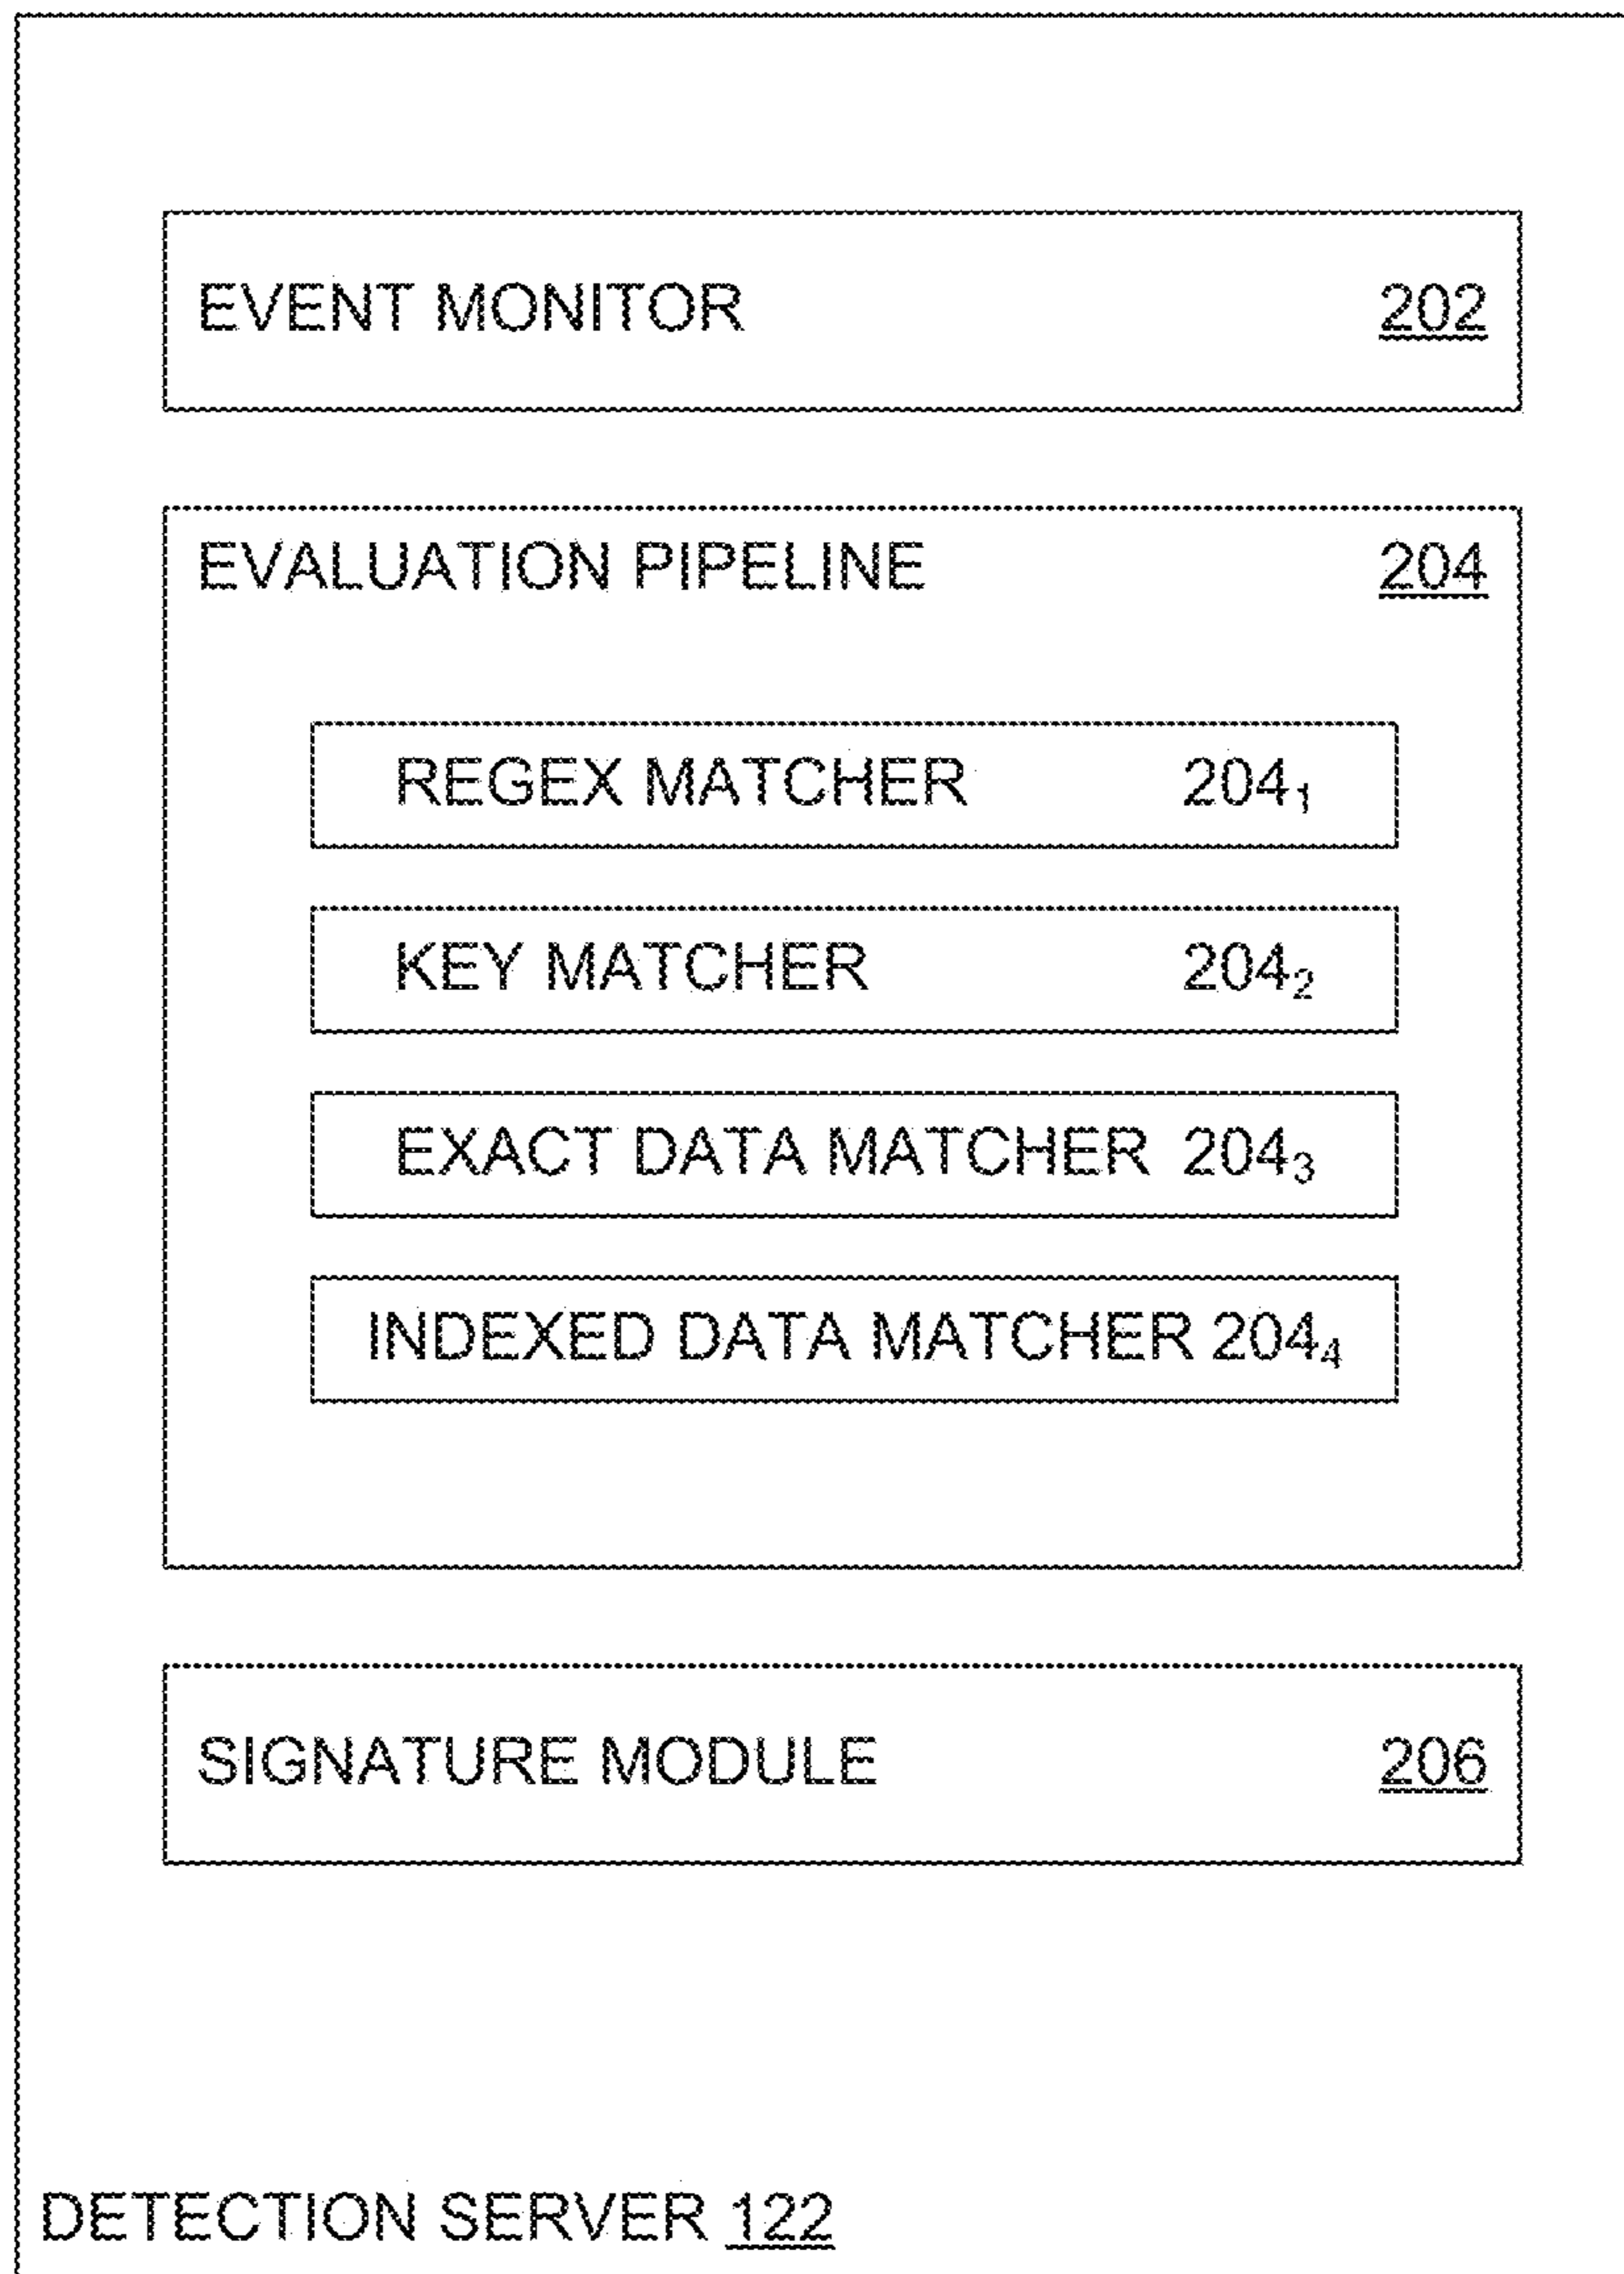 EVENT MONITOR 202
EVALUATION PIPELINE 204
REGEX MATCHER 204₁
KEY MATCHER 204₂
EXACT DATA MATCHER 204₃
INDEXED DATA MATCHER 204₄
SIGNATURE MODULE 206
DETECTION SERVER 122